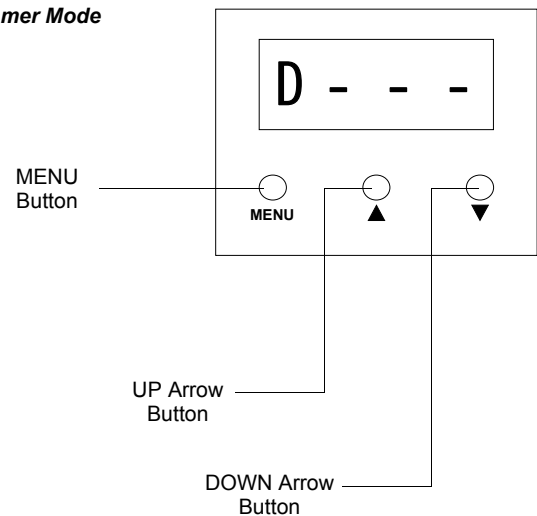 mer Mode
D - - -
MENU
Button
MENU
UP Arrow
Button
DOWN Arrow
Button